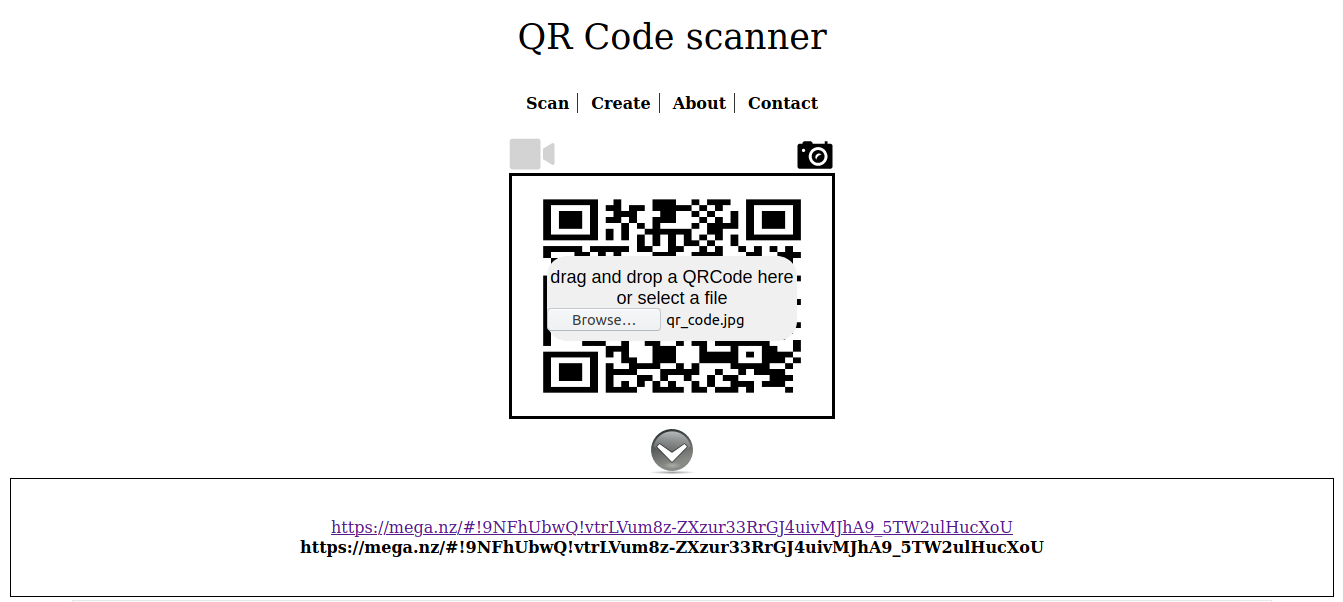 QR Code scanner
Scan Create About Contact
drag and drop a QRCode here
or select a file
Browse... qr_code.jpg
https://mega.nz/#!9NFhUbwQ!vtrLVum8z-ZXzur33RrGJ4uivMJhA9_5TW2ulHucXoU
https://mega.nz/#!9NFhUbwQ!vtrLVum8z-ZXzur33RrGJ4uivMJhA9_5TW2ulHucXoU